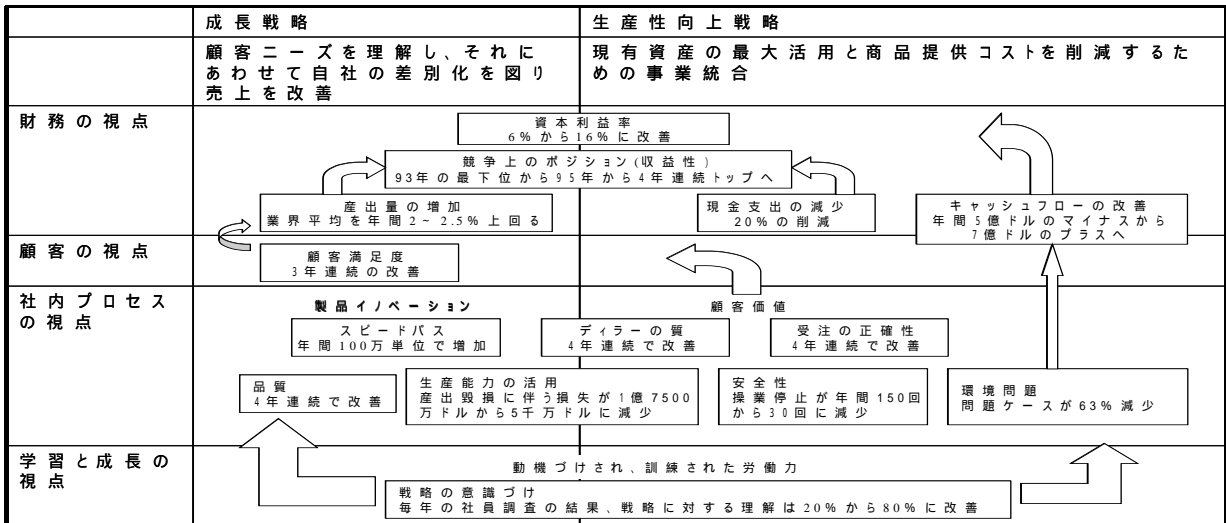 成長戦略
生産性向上戦略
顧客ニーズを理解し、それに
あわせて自社の差別化を図り
売上を改善
現有資産の最大活用と商品提供コストを削減するた
めの事業統合
財務の視点
資本利益率
6%から16%に改善
競争上のポジション(収益性)
93年の最下位から95年から4年連続トップへ
産出量の増加
業界平均を年間2~2.5%上回る
現金支出の減少
20%の削減
キャッシュフローの改善
年間5億ドルのマイナスから
7億ドルのプラスへ
顧客の視点
顧客満足度
3年連続の改善
社内プロセス
の視点
製品イノベーション
顧客価値
スピードパス
年間100万単位で増加
ディラーの質
4年連続で改善
受注の正確性
4年連続で改善
品質
4年連続で改善
生産能力の活用
産出毀損に伴う損失が1億7500
万ドルから5千万ドルに減少
安全性
操業停止が年間150回
から30回に減少
環境問題
問題ケースが63%減少
学習と成長の
視点
動機づけされ、訓練された労働力
戦略の意識づけ
毎年の社員調査の結果、戦略に対する理解は20%から80%に改善